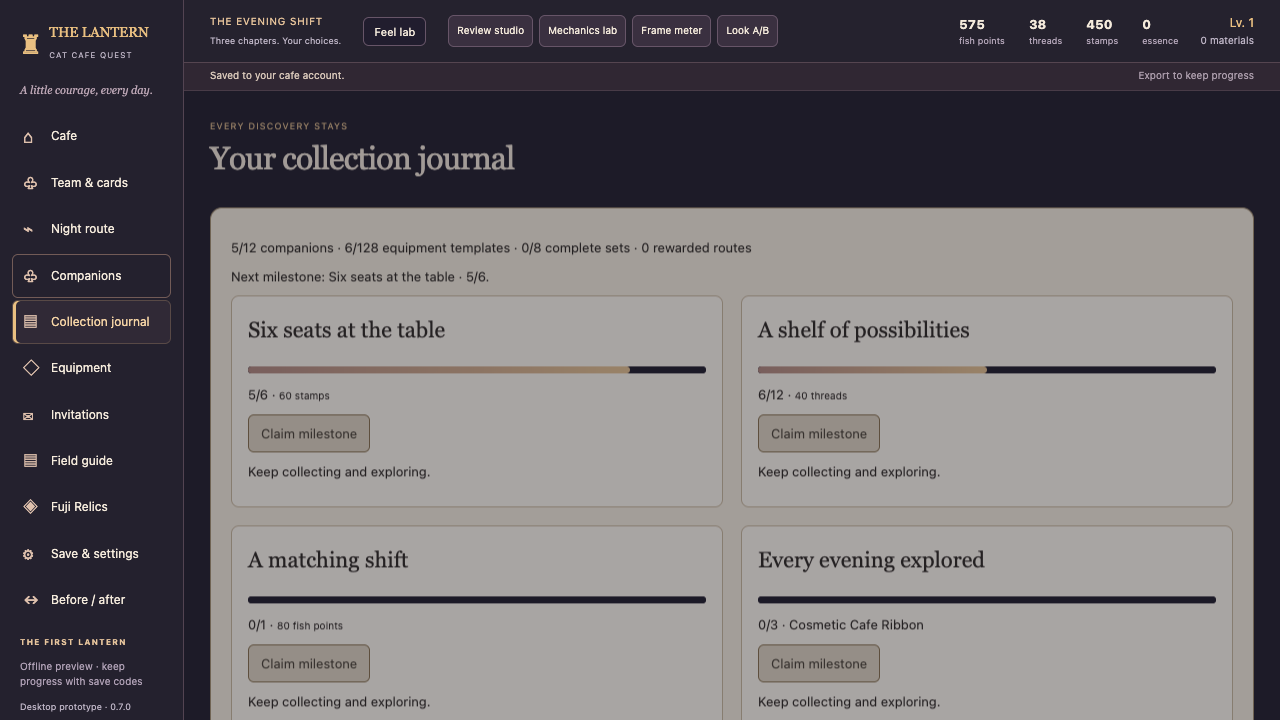 THE LANTERN
CAT CAFE QUEST
A little courage, every day.
Cafe
Team & cards
Night route
Companions
Collection journal
Equipment
Invitations
Field guide
Fuji Relics
Save & settings
Before / after
THE FIRST LANTERN
Offline preview · keep
progress with save codes
Desktop prototype · 0.7.0
THE EVENING SHIFT
Three chapters. Your choices.
Feel lab
Review studio
Mechanics lab
Frame meter
Look A/B
575
fish points
38
threads
450
stamps
0
essence
Lv. 1
0 materials
Saved to your cafe account.
Export to keep progress
EVERY DISCOVERY STAYS
Your collection journal
5/12 companions · 6/128 equipment templates · 0/8 complete sets · 0 rewarded routes
Next milestone: Six seats at the table · 5/6.
Six seats at the table
5/6 · 60 stamps
Claim milestone
Keep collecting and exploring.
A shelf of possibilities
6/12 · 40 threads
Claim milestone
Keep collecting and exploring.
A matching shift
0/1 · 80 fish points
Claim milestone
Keep collecting and exploring.
Every evening explored
0/3 · Cosmetic Cafe Ribbon
Claim milestone
Keep collecting and exploring.